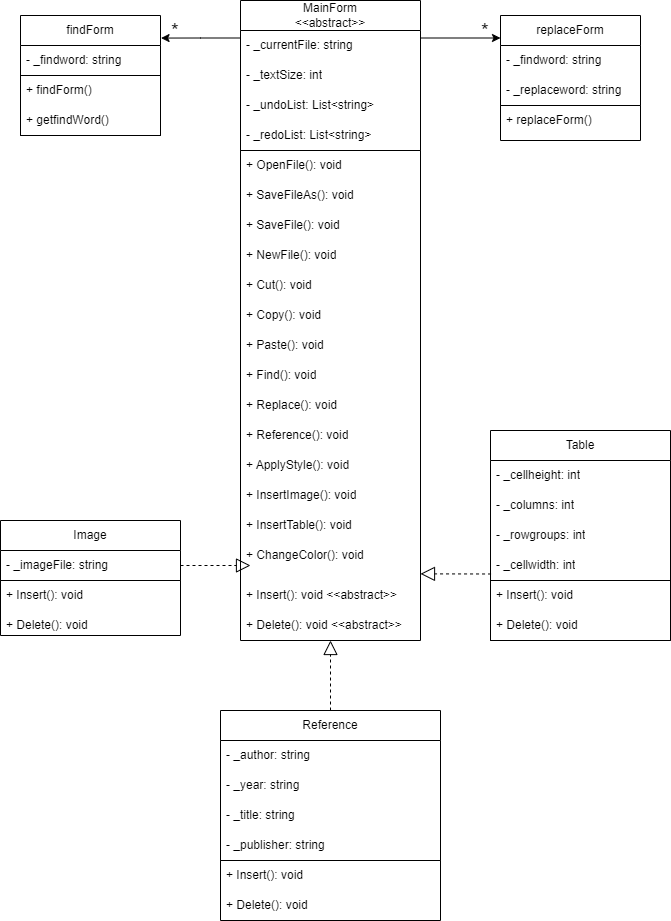 findForm
- _findword: string
+ findForm()
+ getfindWord()
*
MainForm
<<abstract>>
- _currentFile: string
- _textSize: int
- _undoList: List<string>
- _redoList: List<string>
+ OpenFile(): void
+ SaveFileAs(): void
+ SaveFile(): void
+ NewFile(): void
+ Cut(): void
+ Copy(): void
+ Paste(): void
+ Find(): void
+ Replace(): void
+ Reference(): void
+ ApplyStyle(): void
+ InsertImage(): void
+ InsertTable(): void
+ ChangeColor(): void
+ Insert(): void <<abstract>>
+ Delete(): void <<abstract>>
*
replaceForm
- _findword: string
- _replaceword: string
+ replaceForm()
Image
- _imageFile: string
+ Insert(): void
+ Delete(): void
Table
- _cellheight: int
- _columns: int
- _rowgroups: int
- _cellwidth: int
+ Insert(): void
+ Delete(): void
Reference
- _author: string
- _year: string
- _title: string
- _publisher: string
+ Insert(): void
+ Delete(): void